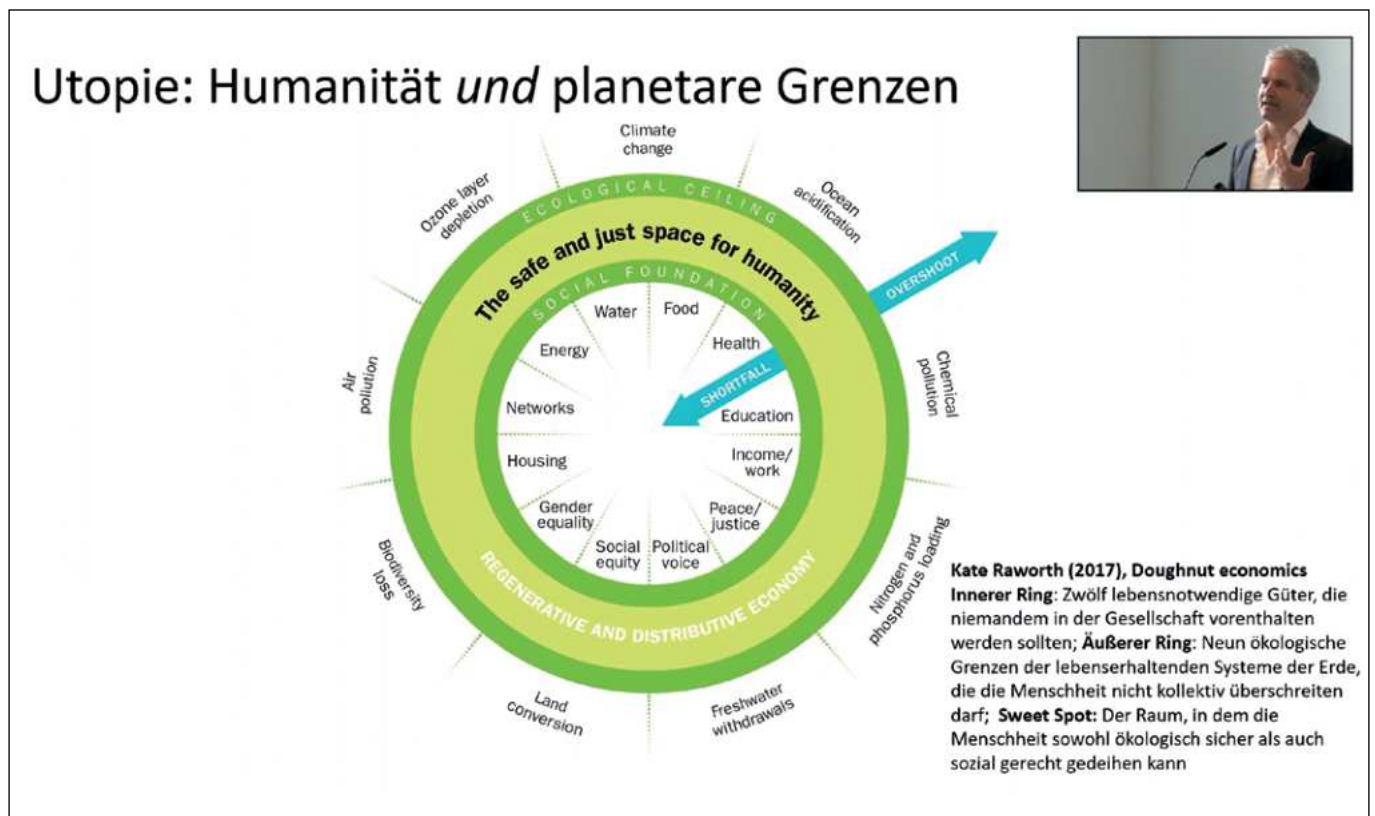 Utopie: Humanität und planetare Grenzen
Climate
change
Ozone layer
depletion
Ocean
acidification
ECOLOGICAL CEILING
The safe and just space for humanity
OVERSHOOT
SOCIAL FOUNDATION
Water
Food
Energy
Health
SHORTFALL
Air
pollution
Chemical
pollution
Networks
Education
Housing
Income/
work
Gender
equality
Peace/
justice
Social
equity
Political
voice
REGENERATIVE AND DISTRIBUTIVE ECONOMY
Biodiversity
loss
Nitrogen and
phosphorus loading
Land
conversion
Freshwater
withdrawals
Kate Raworth (2017), Doughnut economics
Innerer Ring: Zwölf lebensnotwendige Güter, die
niemandem in der Gesellschaft vorenthalten
werden sollten; Äußerer Ring: Neun ökologische
Grenzen der lebenserhaltenden Systeme der Erde,
die die Menschheit nicht kollektiv überschreiten
darf; Sweet Spot: Der Raum, in dem die
Menschheit sowohl ökologisch sicher als auch
sozial gerecht gedeihen kann